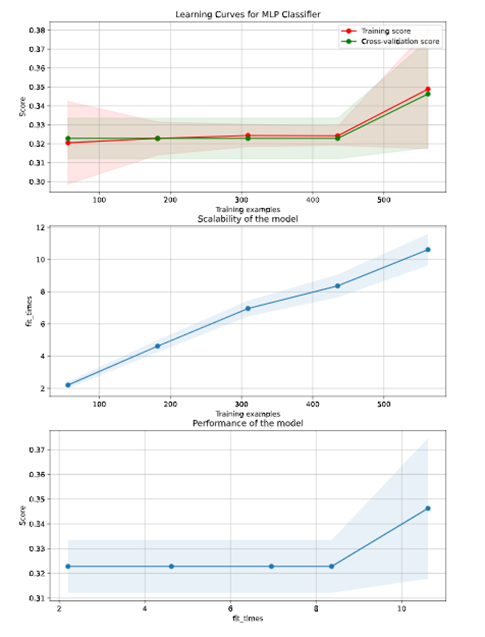 Learning Curves for MLP Classifier
0.38
0.37
0.36
0.35
0.34
0.33
0.32
0.31
0.30
Score
Training score
Cross-validation score
100 200 300 400 500
Training examples
Scalability of the model
12
10
8
6
4
2
fit_times
100 200 300 400 500
Training examples
Performance of the model
0.37
0.36
0.35
0.34
0.33
0.32
0.31
Score
2 4 6 8 10
fit_times